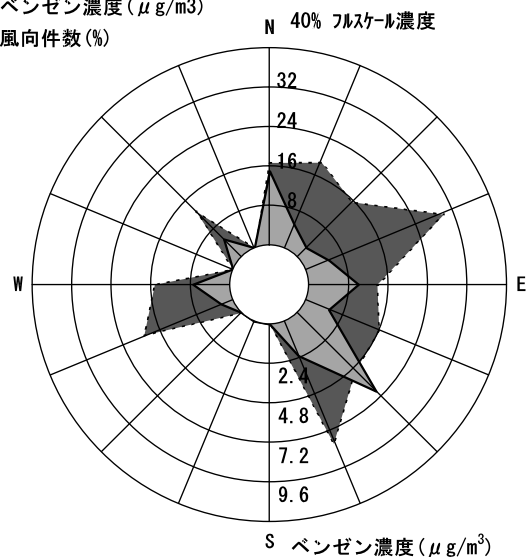 ベンゼン濃度(μg/m3)
風向件数(%)
N 40% フルスケール濃度
32
24
16
8
W E
2.4
4.8
7.2
9.6
S ベンゼン濃度(μg/m³)